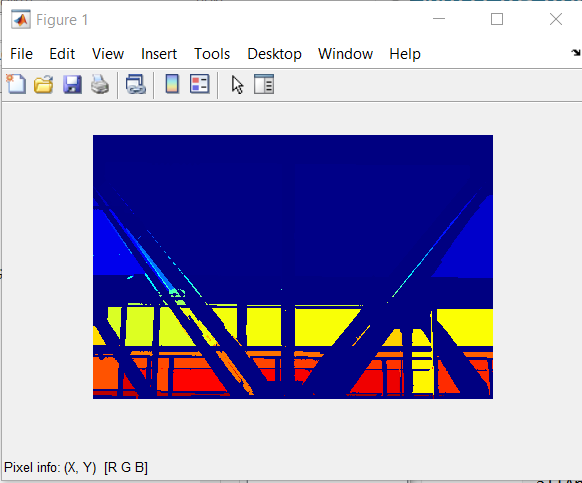 Figure 1
File Edit View Insert Tools Desktop Window Help
Pixel info: (X, Y) [R G B]